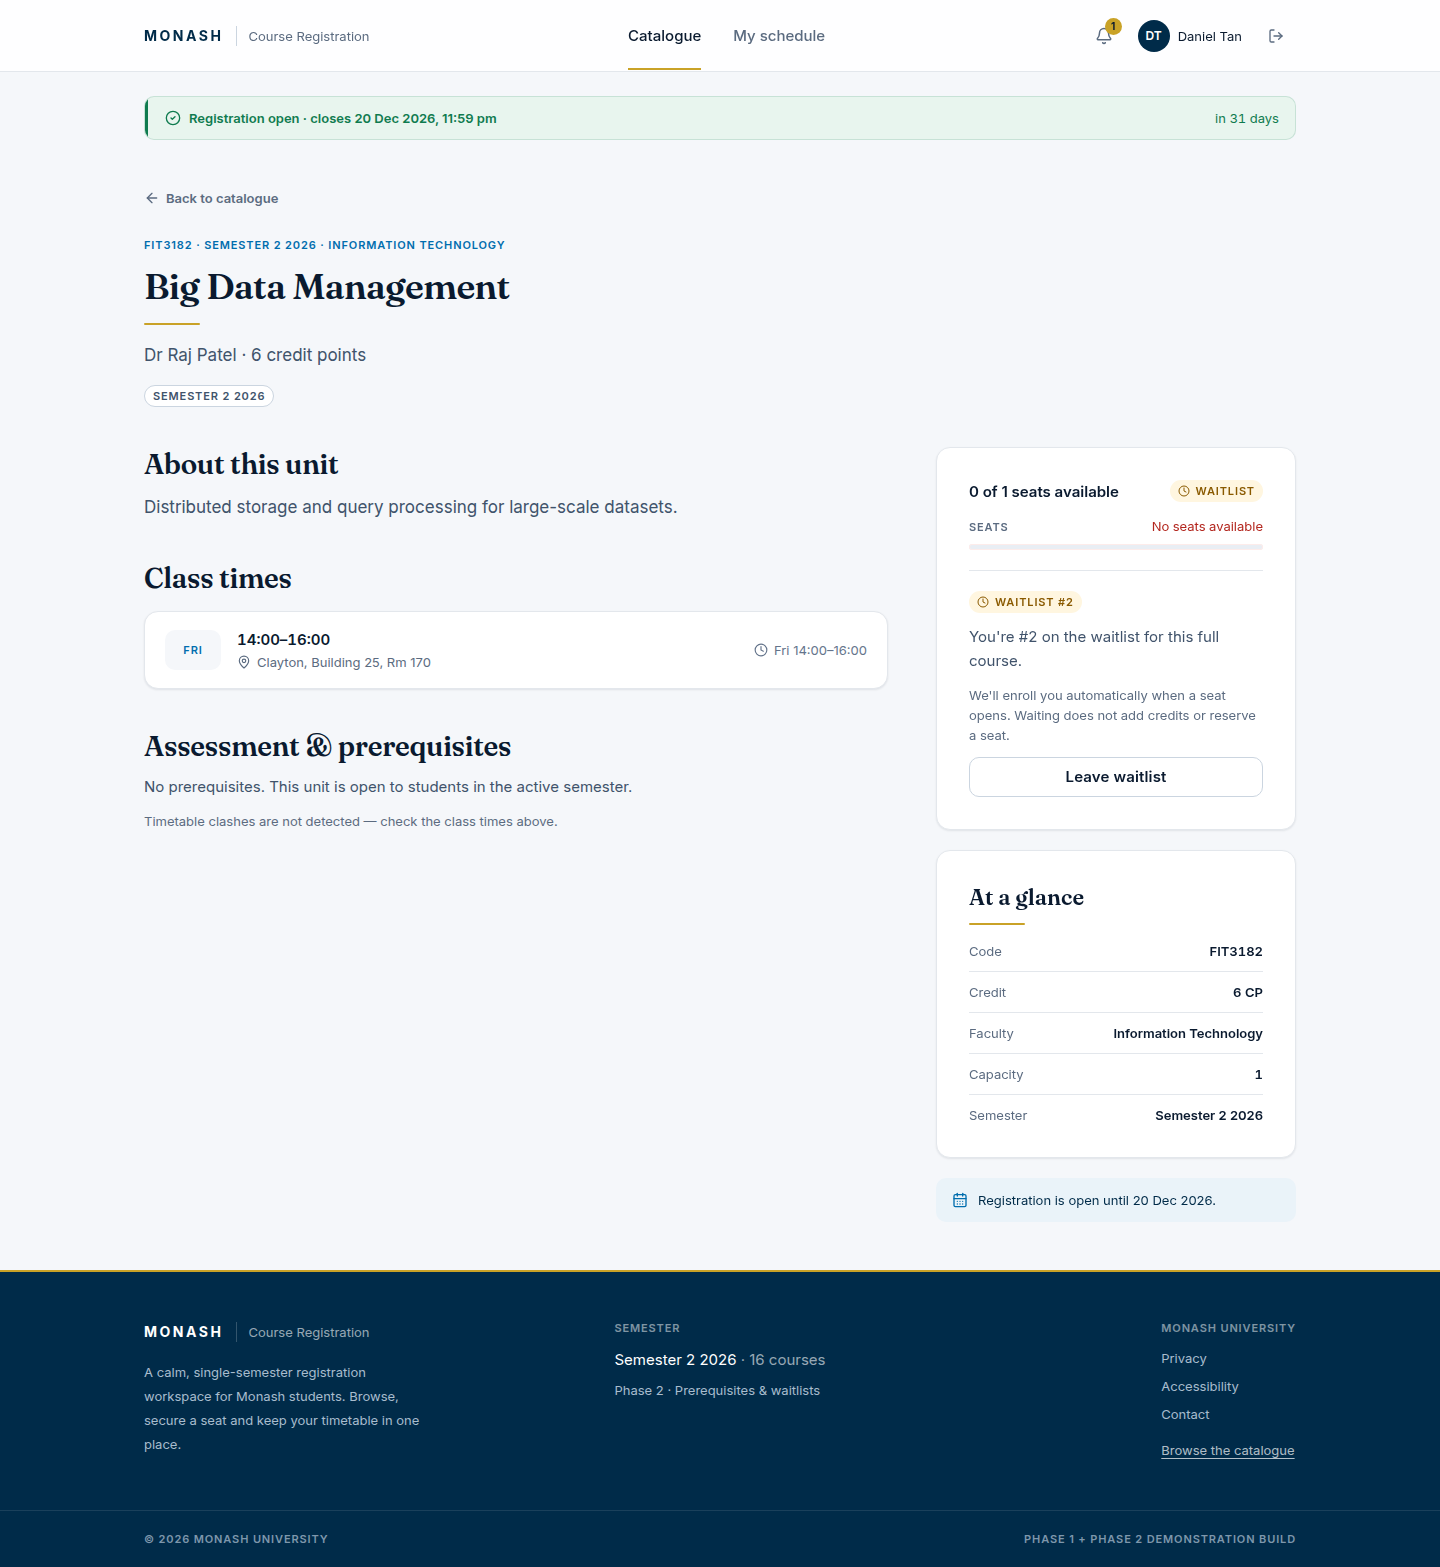 MONASH
Course Registration
Catalogue
My schedule
1
DT
Daniel Tan
Registration open · closes 20 Dec 2026, 11:59 pm
in 31 days
Back to catalogue
FIT3182 · SEMESTER 2 2026 · INFORMATION TECHNOLOGY
Big Data Management
Dr Raj Patel · 6 credit points
SEMESTER 2 2026
About this unit
Distributed storage and query processing for large-scale datasets.
Class times
FRI
14:00–16:00
Clayton, Building 25, Rm 170
Fri 14:00–16:00
Assessment & prerequisites
No prerequisites. This unit is open to students in the active semester.
Timetable clashes are not detected — check the class times above.
0 of 1 seats available
WAITLIST
SEATS
No seats available
WAITLIST #2
You're #2 on the waitlist for this full
course.
We'll enroll you automatically when a seat
opens. Waiting does not add credits or reserve
a seat.
Leave waitlist
At a glance
Code
FIT3182
Credit
6 CP
Faculty
Information Technology
Capacity
1
Semester
Semester 2 2026
Registration is open until 20 Dec 2026.
MONASH
Course Registration
A calm, single-semester registration
workspace for Monash students. Browse,
secure a seat and keep your timetable in one
place.
SEMESTER
Semester 2 2026 · 16 courses
Phase 2 · Prerequisites & waitlists
MONASH UNIVERSITY
Privacy
Accessibility
Contact
Browse the catalogue
© 2026 MONASH UNIVERSITY
PHASE 1 + PHASE 2 DEMONSTRATION BUILD